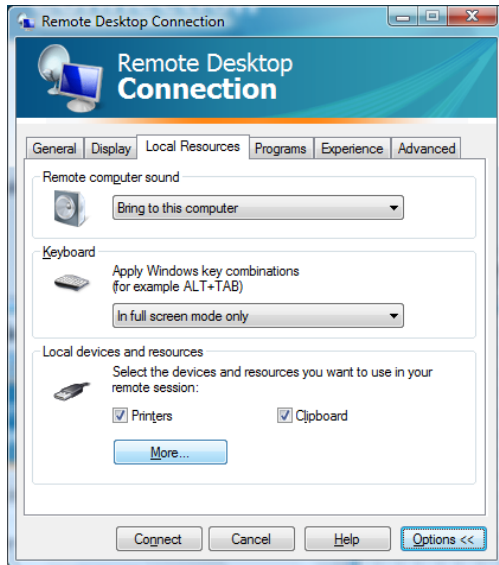 Remote Desktop Connection
Remote Desktop
Connection
General Display Local Resources Programs Experience Advanced
Remote computer sound
Bring to this computer
Keyboard
Apply Windows key combinations
(for example ALT+TAB)
In full screen mode only
Local devices and resources
Select the devices and resources you want to use in your
remote session:
Printers Clipboard
More...
Connect Cancel Help Options <<